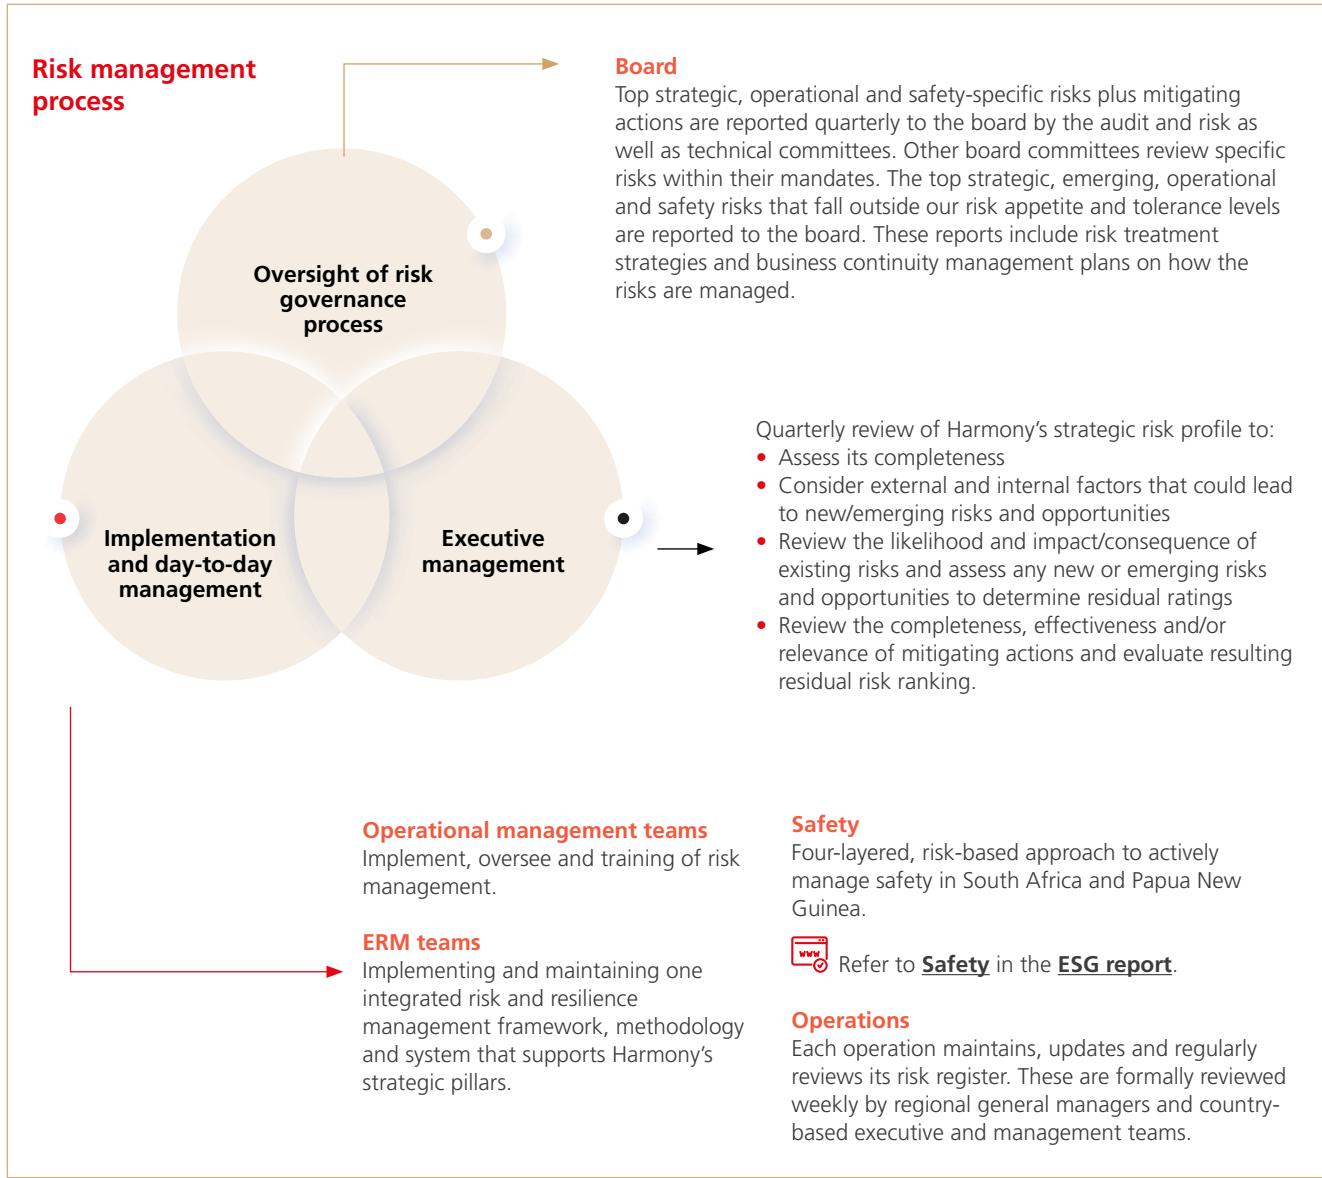 Risk management
process
Board
Top strategic, operational and safety-specific risks plus mitigating
actions are reported quarterly to the board by the audit and risk as
well as technical committees. Other board committees review specific
risks within their mandates. The top strategic, emerging, operational
and safety risks that fall outside our risk appetite and tolerance levels
are reported to the board. These reports include risk treatment
strategies and business continuity management plans on how the
risks are managed.
Oversight of risk
governance
process
Implementation
and day-to-day
management
Executive
management
Quarterly review of Harmony’s strategic risk profile to:
• Assess its completeness
• Consider external and internal factors that could lead
to new/emerging risks and opportunities
• Review the likelihood and impact/consequence of
existing risks and assess any new or emerging risks
and opportunities to determine residual ratings
• Review the completeness, effectiveness and/or
relevance of mitigating actions and evaluate resulting
residual risk ranking.
Operational management teams
Implement, oversee and training of risk
management.
ERM teams
Implementing and maintaining one
integrated risk and resilience
management framework, methodology
and system that supports Harmony’s
strategic pillars.
Safety
Four-layered, risk-based approach to actively
manage safety in South Africa and Papua New
Guinea.
www
Refer to Safety in the ESG report.
Operations
Each operation maintains, updates and regularly
reviews its risk register. These are formally reviewed
weekly by regional general managers and country-
based executive and management teams.